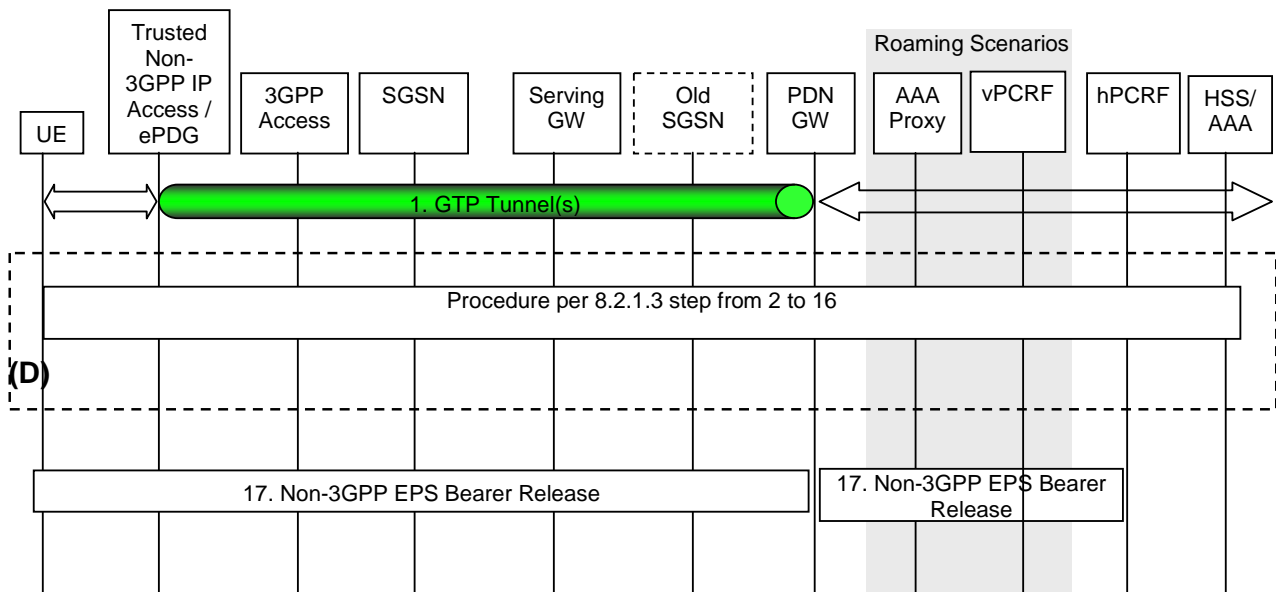 Roaming Scenarios
UE
Trusted
Non-
3GPP IP
Access /
ePDG
3GPP
Access
SGSN
Serving
GW
Old
SGSN
PDN
GW
AAA
Proxy
vPCRF
hPCRF
HSS/
AAA
1. GTP Tunnel(s)
Procedure per 8.2.1.3 step from 2 to 16
(D)
17. Non-3GPP EPS Bearer Release
17. Non-3GPP EPS Bearer
Release